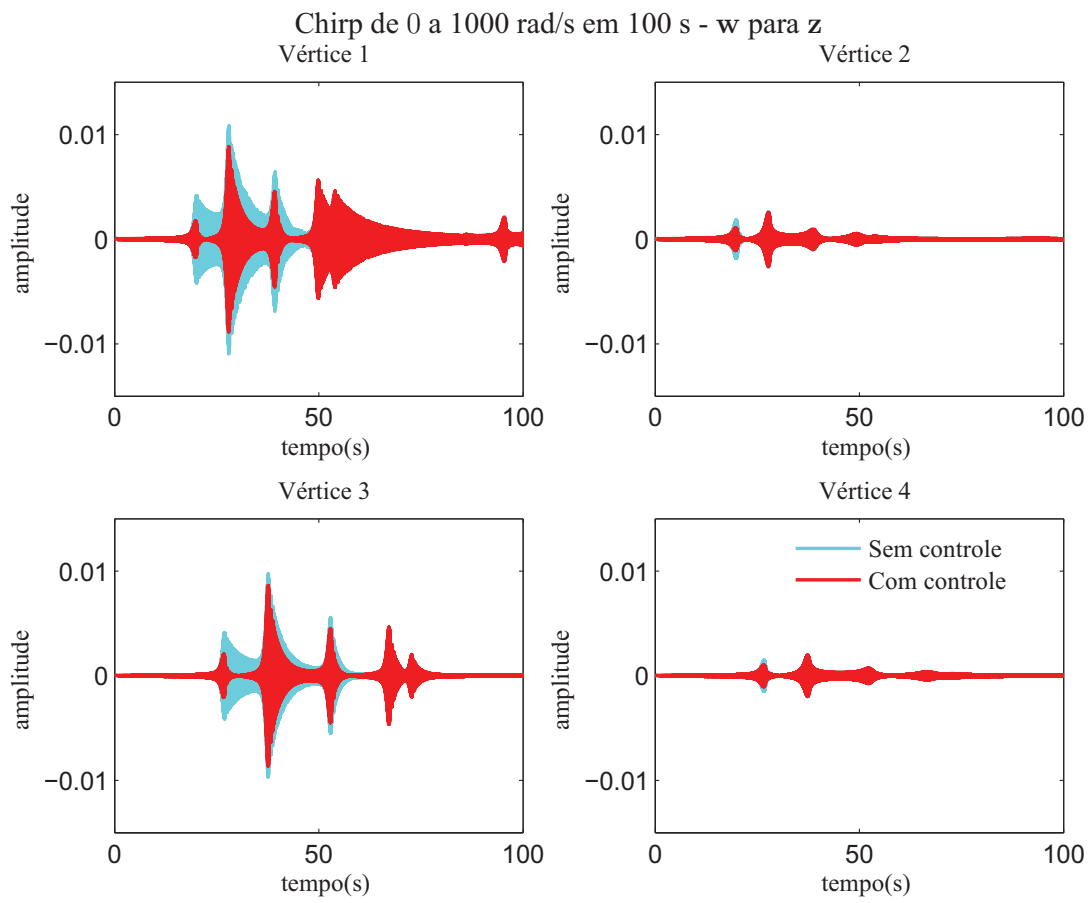 Chirp de 0 a 1000 rad/s em 100 s - w para z
Vértice 1
0.01
0
−0.01
amplitude
0
50
100
tempo(s)
Vértice 2
0.01
0
−0.01
amplitude
0
50
100
tempo(s)
Vértice 3
0.01
0
−0.01
amplitude
0
50
100
tempo(s)
Vértice 4
Sem controle
Com controle
0.01
0
−0.01
amplitude
0
50
100
tempo(s)